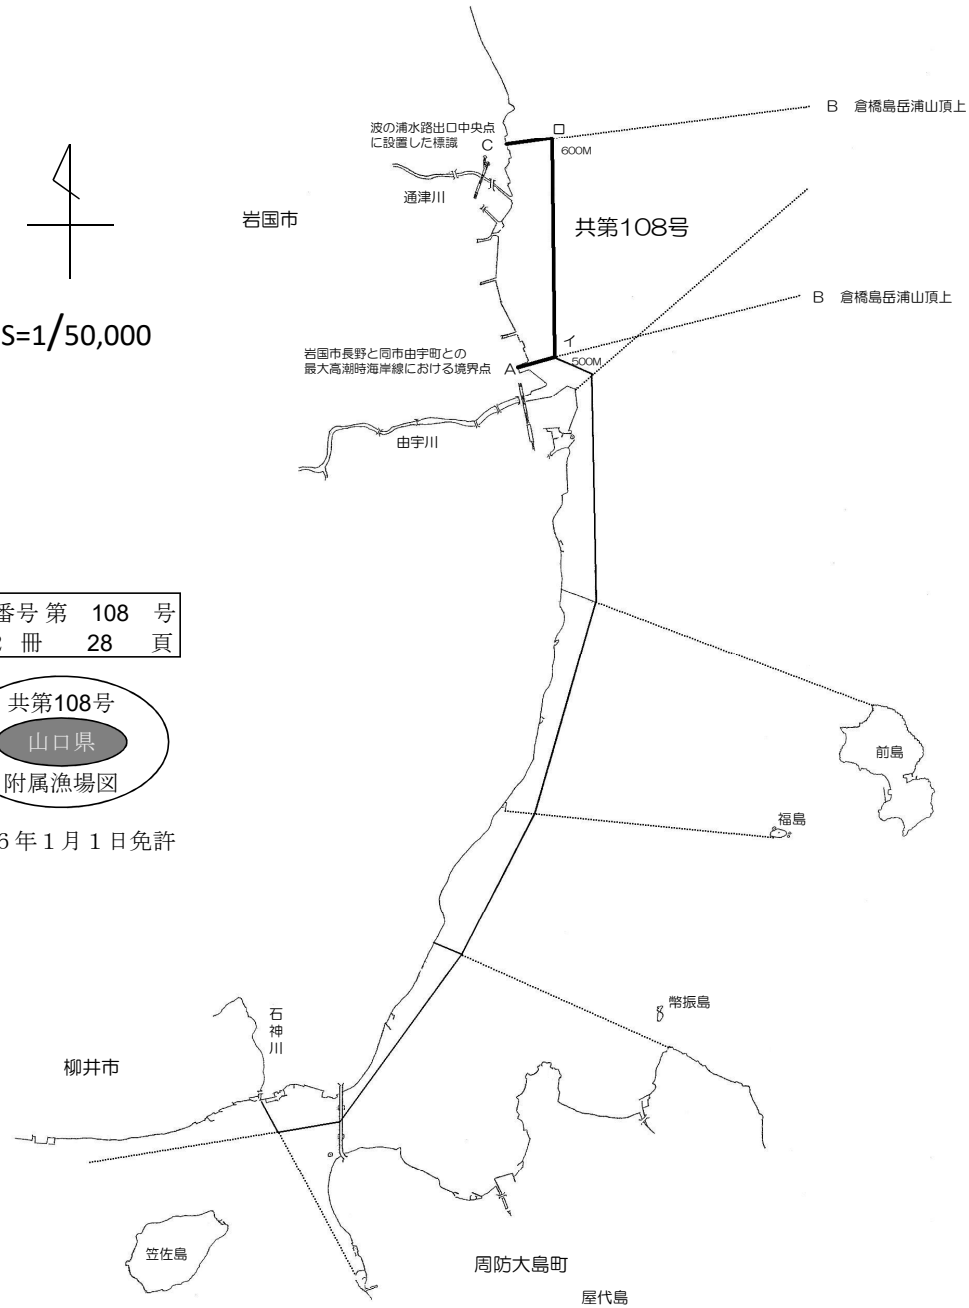 B 倉橋島岳浦山頂上
波の浦水路出口中央点
に設置した標識
C
ロ
600M
通津川
岩国市
共第108号
B 倉橋島岳浦山頂上
S=1/50,000
イ
500M
岩国市長野と同市由宇町との
最大高潮時海岸線における境界点
A
由宇川
番号第 108 号
冊 28 頁
共第108号
山口県
附属漁場図
年1月1日免許
前島
福島
幣振島
石神川
柳井市
笠佐島
周防大島町
屋代島